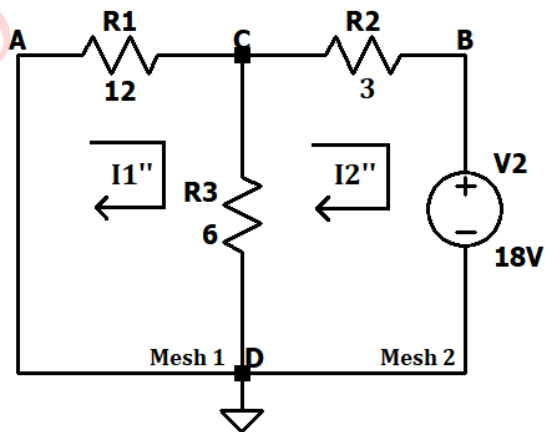 A R1 C R2 B
12 3
I1" I2" V2
R3
6 18V
Mesh 1 D Mesh 2